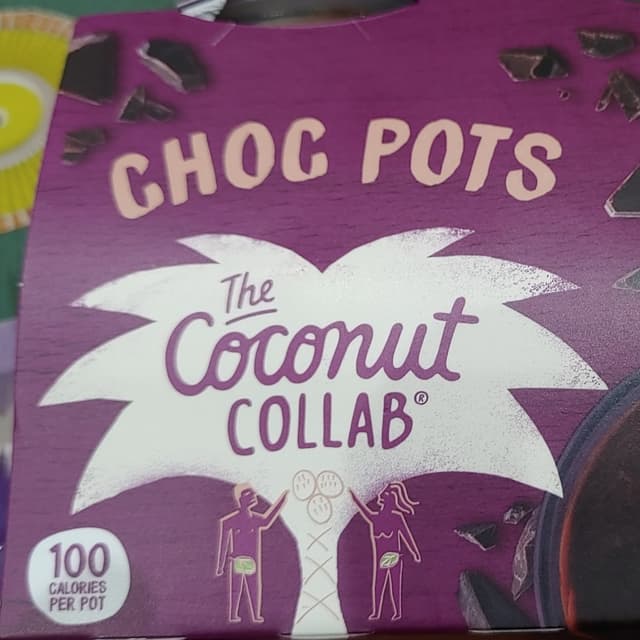 CHOC POTS
The
Coconut
COLLAB®
100
CALORIES
PER POT